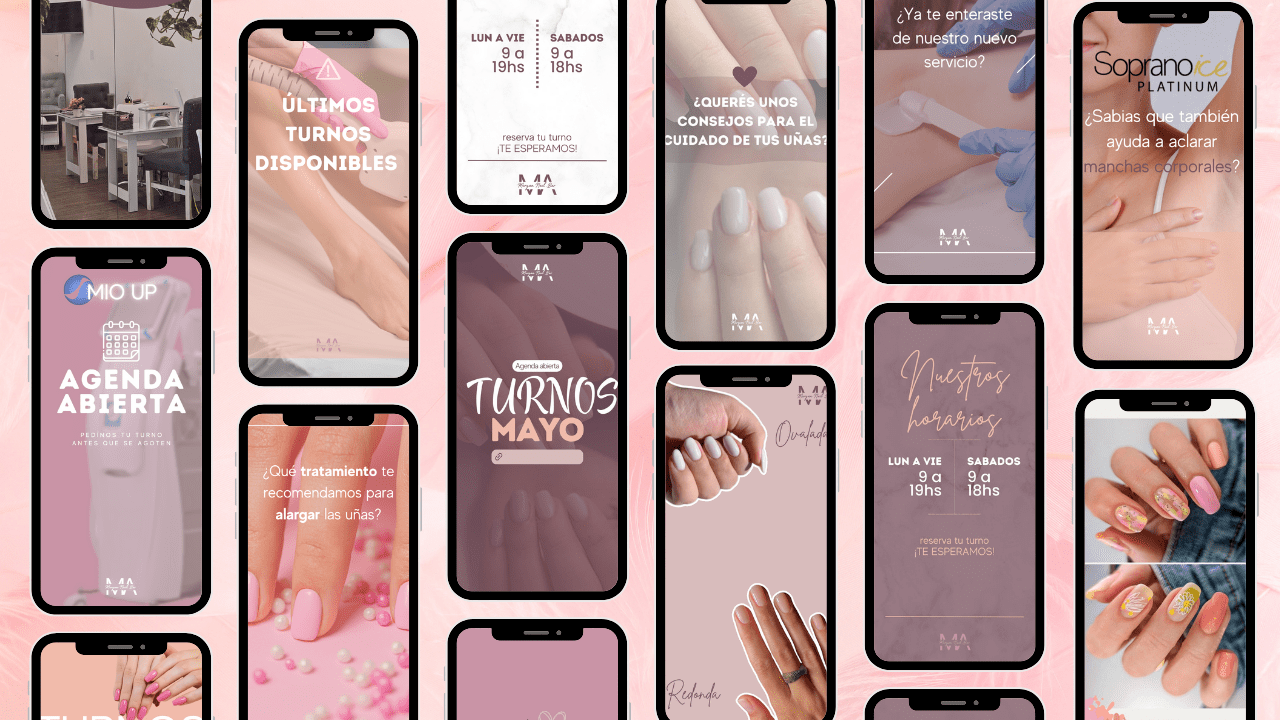 MIO UP
AGENDA
ABIERTA
PEDINOS TU TURNO
ANTES QUE SE AGOTEN
MA
TURNOS
ÚLTIMOS
TURNOS
DISPONIBLES
MA
¿Qué tratamiento te
recomendamos para
alargar las uñas?
LUN A VIE
9 a
19hs
SABADOS
9 a
18hs
reserva tu turno
¡TE ESPERAMOS!
MA
MA
Agenda abierta
TURNOS
MAYO
¿QUERÉS UNOS
CONSEJOS PARA EL
CUIDADO DE TUS UÑAS?
MA
MA
Ovalada
Redonda
¿Ya te enteraste
de nuestro nuevo
servicio?
MA
Nuestros
horarios
LUN A VIE
9 a
19hs
SABADOS
9 a
18hs
reserva tu turno
¡TE ESPERAMOS!
MA
Soprano ice
PLATINUM
¿Sabias que también
ayuda a aclarar
manchas corporales?
MA